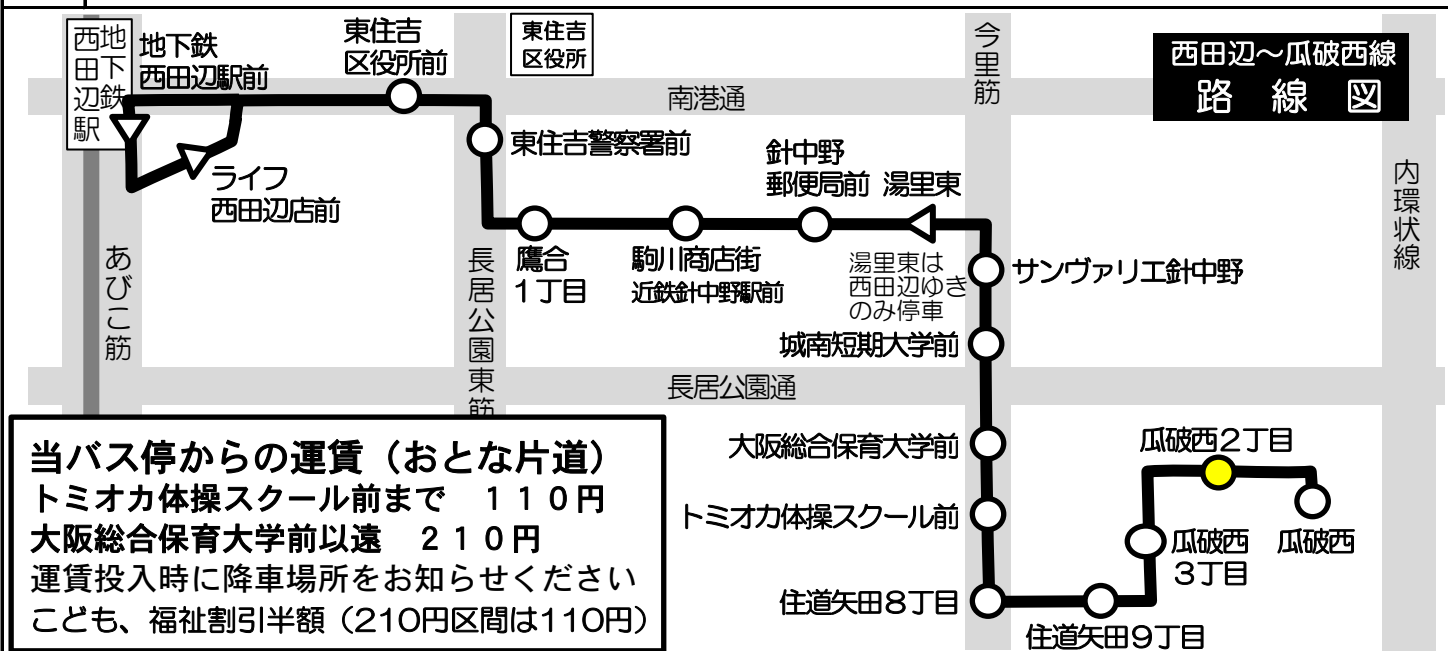 西田辺～瓜破西線
路 線 図
地下鉄
西田辺駅
地下鉄
西田辺駅前
東住吉
区役所前
東住吉
区役所
今里筋
南港通
内環状線
東住吉警察署前
針中野
郵便局前
湯里東
ライフ
西田辺店前
あびこ筋
長居公園東筋
鷹合
１丁目
駒川商店街
近鉄針中野駅前
湯里東は
西田辺ゆき
のみ停車
サンヴァリエ針中野
城南短期大学前
長居公園通
大阪総合保育大学前
トミオカ体操スクール前
住道矢田８丁目
住道矢田９丁目
瓜破西２丁目
瓜破西
３丁目
瓜破西
当バス停からの運賃（おとな片道）
トミオカ体操スクール前まで　１１０円
大阪総合保育大学前以遠　２１０円
運賃投入時に降車場所をお知らせください
こども、福祉割引半額（210円区間は110円）